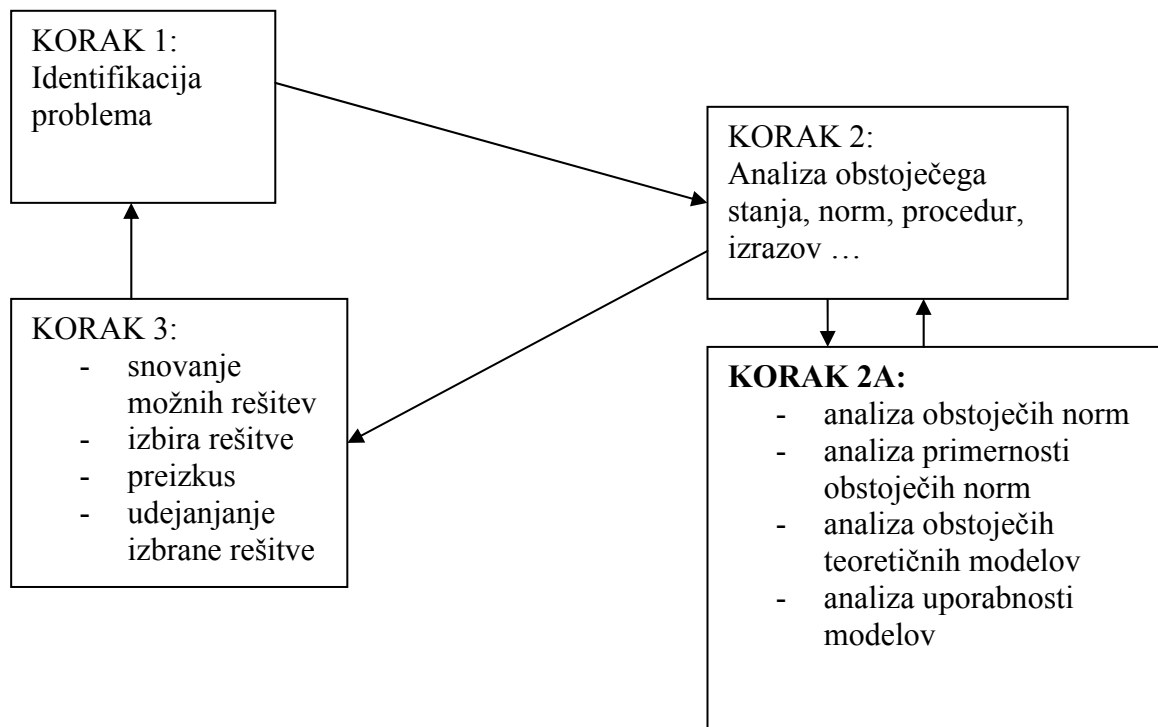 KORAK 1:
Identifikacija
problema
KORAK 2:
Analiza obstoječega
stanja, norm, procedur,
izrazov …
KORAK 3:
- snovanje
možnih rešitev
- izbira rešitve
- preizkus
- udejanjanje
izbrane rešitve
KORAK 2A:
- analiza obstoječih norm
- analiza primernosti
obstoječih norm
- analiza obstoječih
teoretičnih modelov
- analiza uporabnosti
modelov